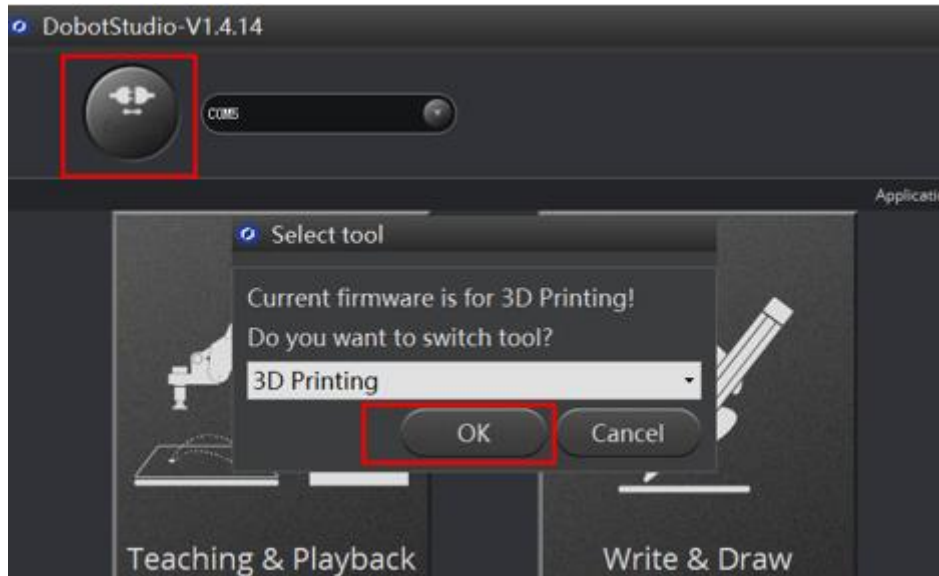 DobotStudio-V1.4.14
COM5
Applicati
Select tool
Current firmware is for 3D Printing!
Do you want to switch tool?
3D Printing
OK Cancel
Teaching & Playback Write & Draw